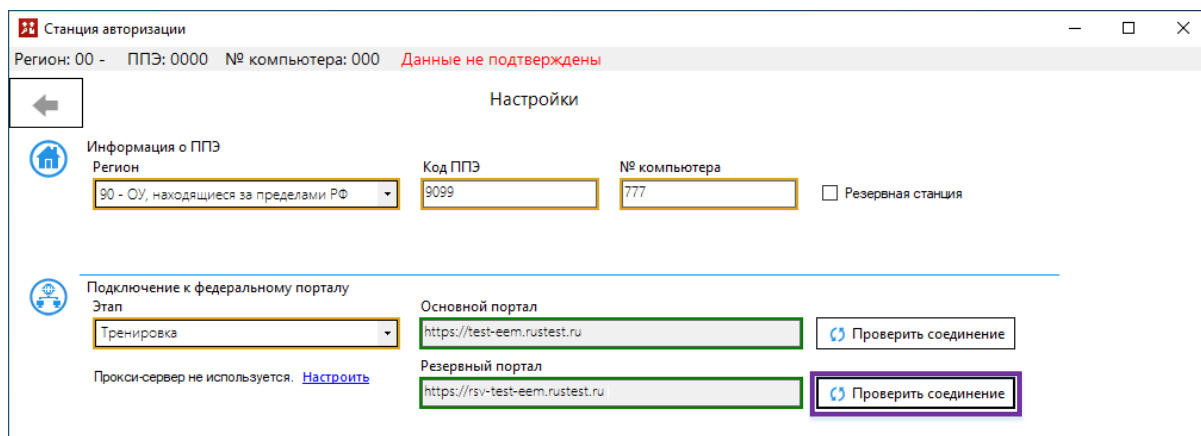 Станция авторизации
Регион: 00 - ППЭ: 0000 № компьютера: 000 Данные не подтверждены
Настройки
Информация о ППЭ
Регион Код ППЭ № компьютера
90 - ОУ, находящиеся за пределами РФ 9099 777 Резервная станция
Подключение к федеральному порталу
Этап Основной портал
Тренировка https://test-eem.rustest.ru Проверить соединение
Резервный портал
Прокси-сервер не используется. Настроить
https://rsv-test-eem.rustest.ru Проверить соединение